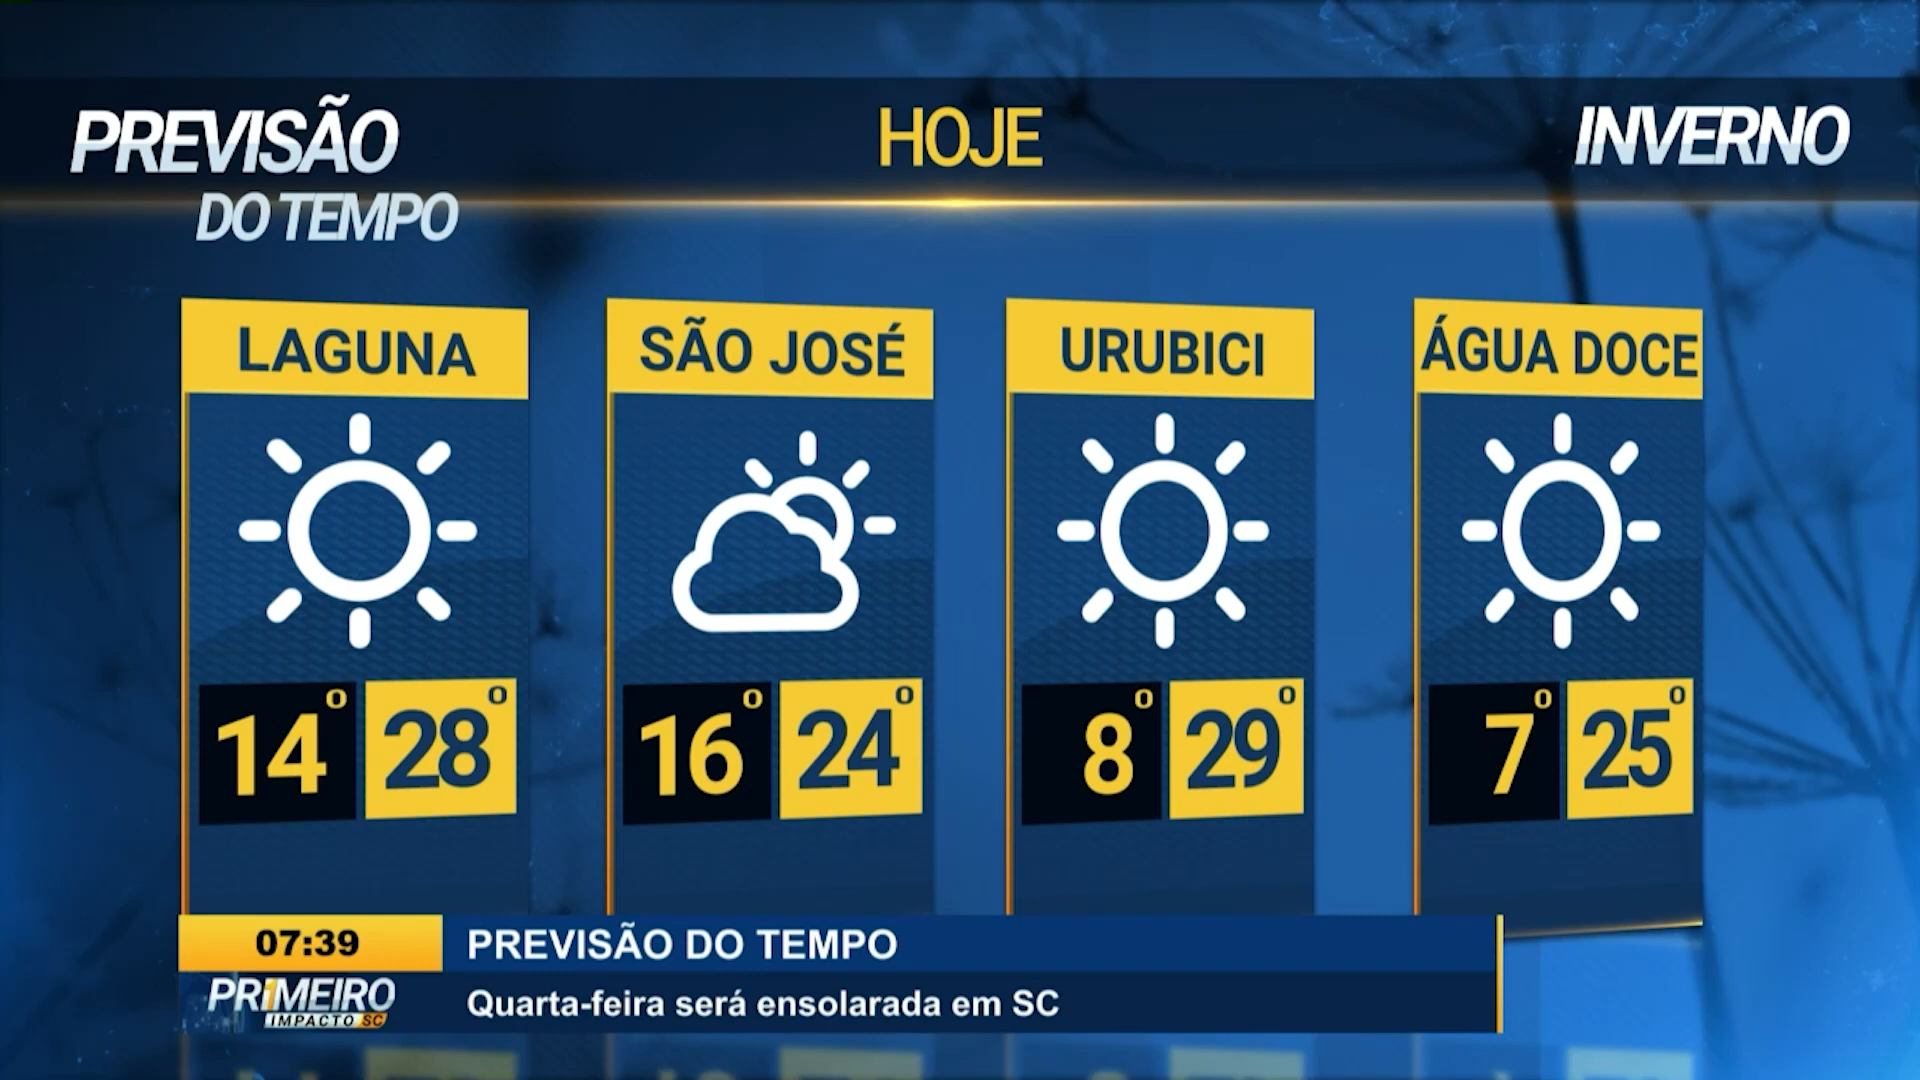 PREVISÃO
DO TEMPO
HOJE
INVERNO
LAGUNA
14º 28º
SÃO JOSÉ
16º 24º
URUBICI
8º 29º
ÁGUA DOCE
7º 25º
07:39
PREVISÃO DO TEMPO
PR1MEIRO
IMPACTO SC
Quarta-feira será ensolarada em SC